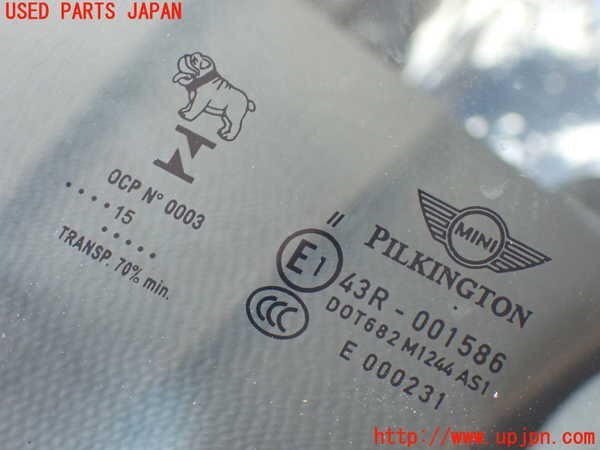 USED PARTS JAPAN
OCP N° 0003
.... 15
.....
TRANSP. 70% min.
MINI
PILKINGTON
II
E1
43R - 001586
CCC
DOT682 M1244 AS1
E 000231
http://www.upjpn.com